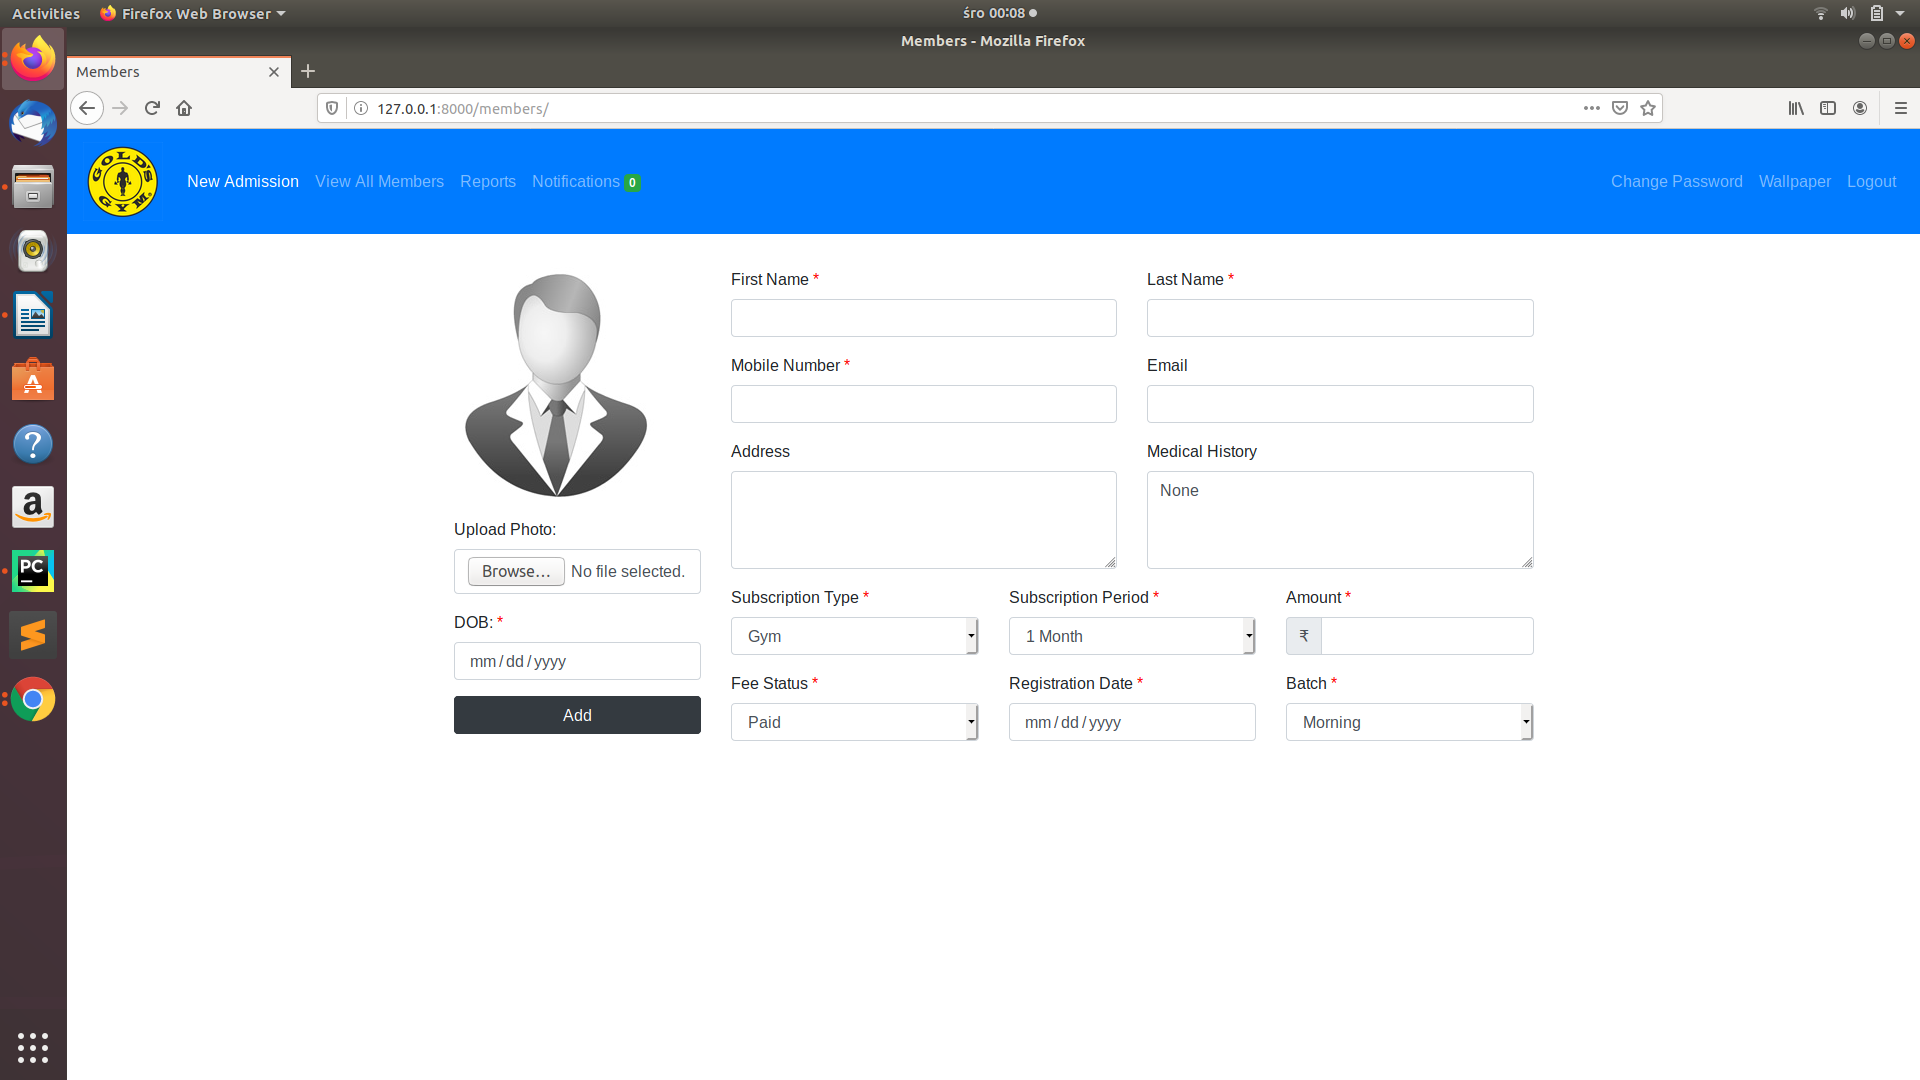 Activities Firefox Web Browser śro 00:08
Members - Mozilla Firefox
Members
127.0.0.1:8000/members/
GOLD'S GYM New Admission View All Members Reports Notifications 0 Change Password Wallpaper Logout
First Name * Last Name *
Mobile Number * Email
Address Medical History
None
Upload Photo:
Browse... No file selected.
Subscription Type * Subscription Period * Amount *
Gym 1 Month ₹
DOB: *
mm/dd/yyyy
Fee Status * Registration Date * Batch *
Paid mm/dd/yyyy Morning
Add